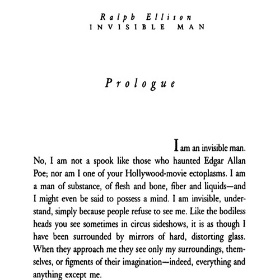 Ralph Ellison
INVISIBLE MAN
Prologue
I am an invisible man.
No, I am not a spook like those who haunted Edgar Allan
Poe; nor am I one of your Hollywood-movie ectoplasms. I am
a man of substance, of flesh and bone, fiber and liquids—and
I might even be said to possess a mind. I am invisible, under-
stand, simply because people refuse to see me. Like the bodiless
heads you see sometimes in circus sideshows, it is as though I
have been surrounded by mirrors of hard, distorting glass.
When they approach me they see only my surroundings, them-
selves, or figments of their imagination—indeed, everything and
anything except me.